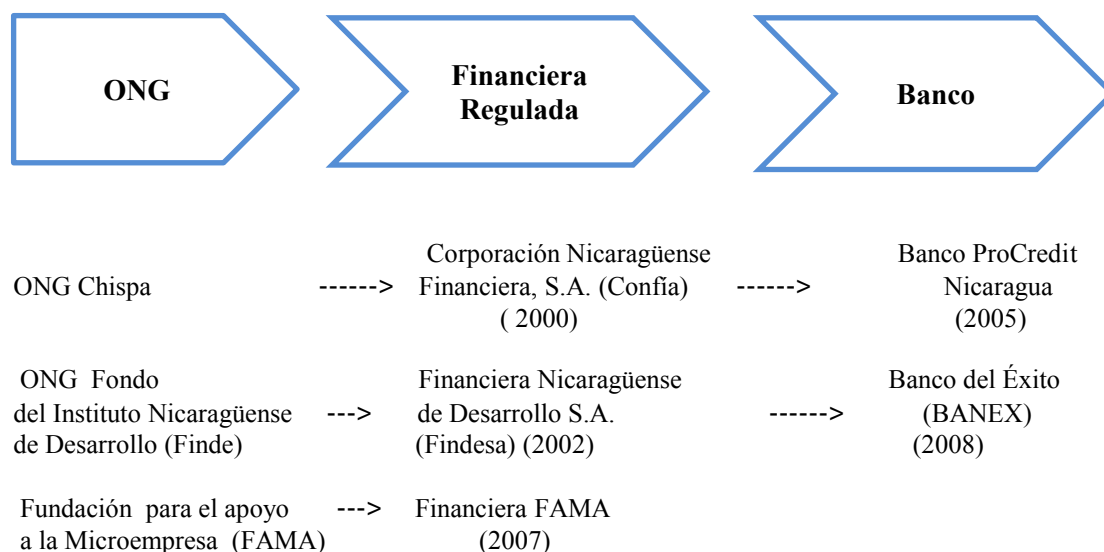 ONG
Financiera
Regulada
Banco
Corporación Nicaragüense
Banco ProCredit
ONG Chispa ------> Financiera, S.A. (Confía) ------> Nicaragua
( 2000)
(2005)
ONG Fondo
Financiera Nicaragüense
Banco del Éxito
del Instituto Nicaragüense ---> de Desarrollo S.A. ------> (BANEX)
de Desarrollo (Finde)
(Findesa) (2002)
(2008)
Fundación para el apoyo ---> Financiera FAMA
a la Microempresa (FAMA)
(2007)